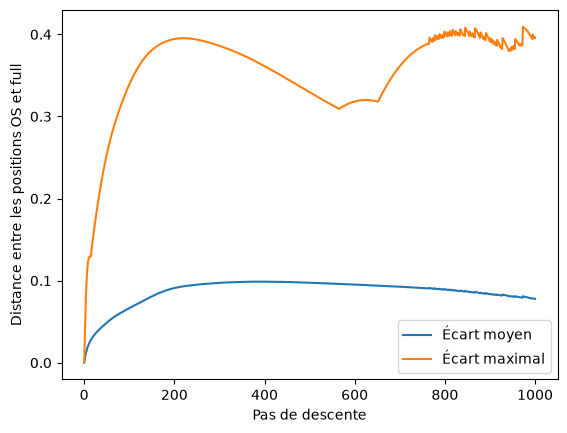 Distance entre les positions OS et full
0.4
0.3
0.2
0.1
0.0
0
200
400
600
800
1000
Pas de descente
Écart moyen
Écart maximal